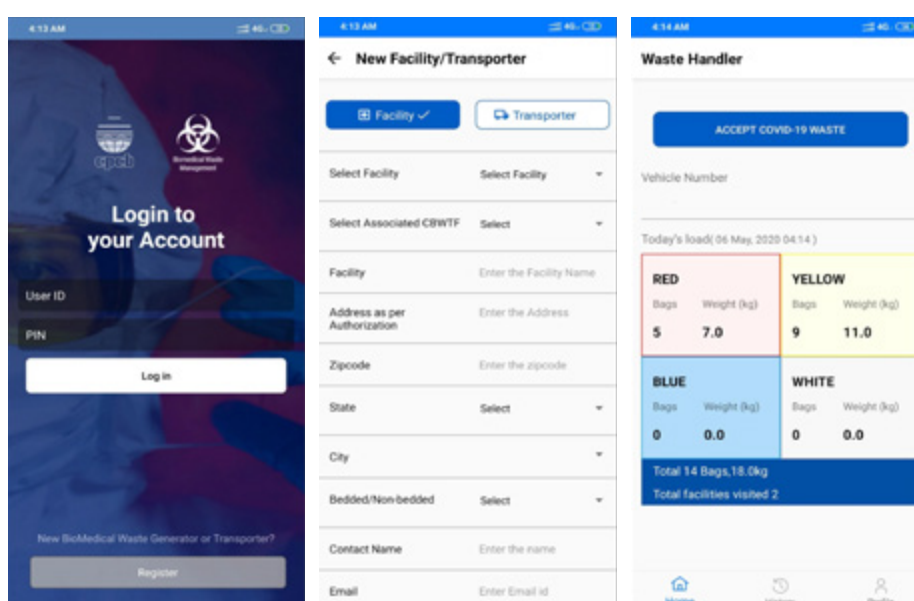 4:13 AM
4G
cpcb
Biomedical Waste
Management
Login to
your Account
User ID
PIN
Log in
New BioMedical Waste Generator or Transporter?
Register
4:13 AM
4G
← New Facility/Transporter
Facility ✓ Transporter
Select Facility Select Facility
Select Associated CBWTF Select
Facility Enter the Facility Name
Address as per Enter the Address
Authorization
Zipcode Enter the zipcode
State Select
City
Bedded/Non-bedded Select
Contact Name Enter the name
Email Enter Email id
4:14 AM
4G
Waste Handler
ACCEPT COVID-19 WASTE
Vehicle Number
Today's load( 06 May, 2020 04:14 )
RED YELLOW
Bags Weight (kg) Bags Weight (kg)
5 7.0 9 11.0
BLUE WHITE
Bags Weight (kg) Bags Weight (kg)
0 0.0 0 0.0
Total 14 Bags,18.0kg
Total facilities visited 2
Home